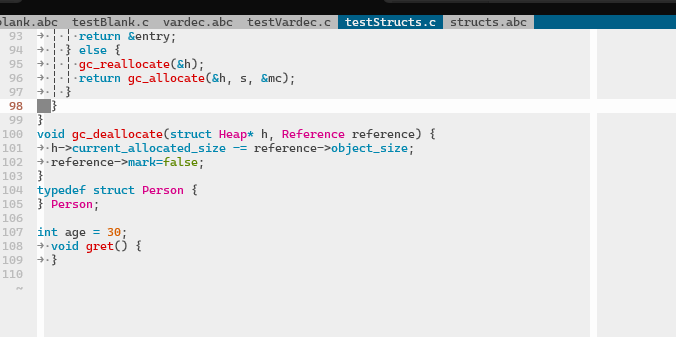 blank.abc testBlank.c vardec.abc testVardec.c testStructs.c structs.abc
93 → return &entry;
94 → } else {
95 → gc_reallocate(&h);
96 → return gc_allocate(&h, s, &mc);
97 → }
98 }
99 }
100 void gc_deallocate(struct Heap* h, Reference reference) {
101 → h->current_allocated_size -= reference->object_size;
102 → reference->mark=false;
103 }
104 typedef struct Person {
105 } Person;
106
107 int age = 30;
108 → void gret() {
109 → }
110
~